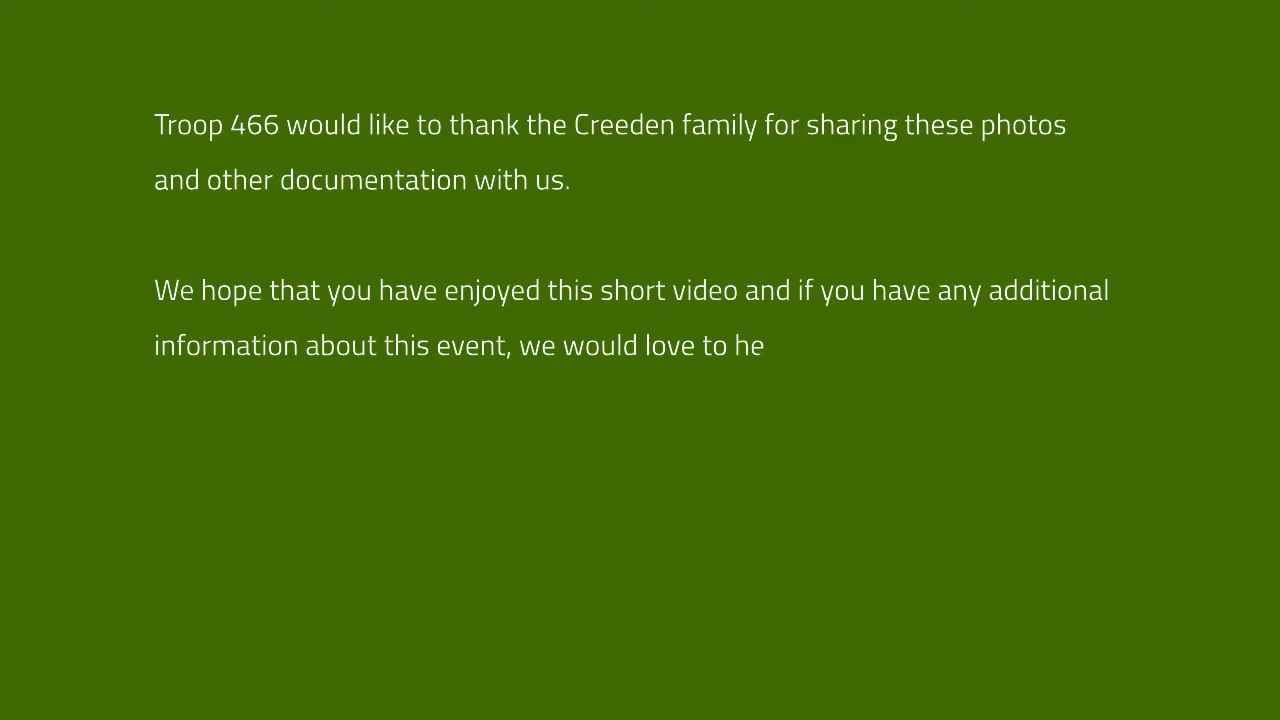 Troop 466 would like to thank the Creeden family for sharing these photos
and other documentation with us.
We hope that you have enjoyed this short video and if you have any additional
information about this event, we would love to he